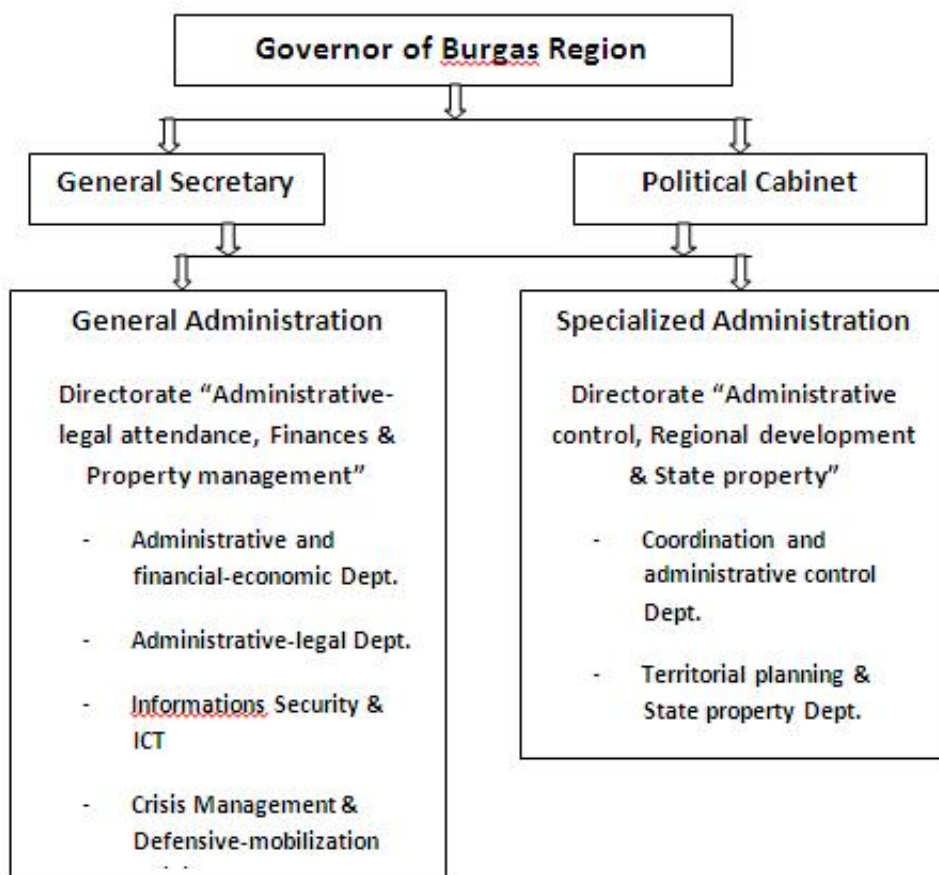 Governor of Burgas Region
General Secretary
Political Cabinet
General Administration
Directorate “Administrative-
legal attendance, Finances &
Property management”
- Administrative and
financial-economic Dept.
- Administrative-legal Dept.
- Informations Security &
ICT
- Crisis Management &
Defensive-mobilization
Specialized Administration
Directorate “Administrative
control, Regional development
& State property”
- Coordination and
administrative control
Dept.
- Territorial planning &
State property Dept.